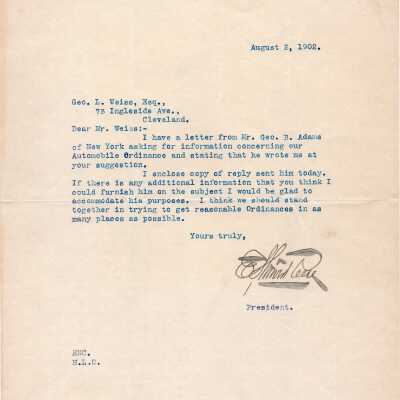 August 2, 1902.
Geo. L. Weiss, Esq.,
73 Ingleside Ave.,
Cleveland.
Dear Mr. Weiss:-
I have a letter from Mr. Geo. B. Adams
of New York asking for information concerning our
Automobile Ordinance and stating that he wrote me at
your suggestion.
I enclose copy of reply sent him today.
If there is any additional information that you think I
could furnish him on the subject I would be glad to
accommodate his purposes. I think we should stand
together in trying to get reasonable Ordinances in as
many places as possible.
Yours truly,
President.
H.L.C.